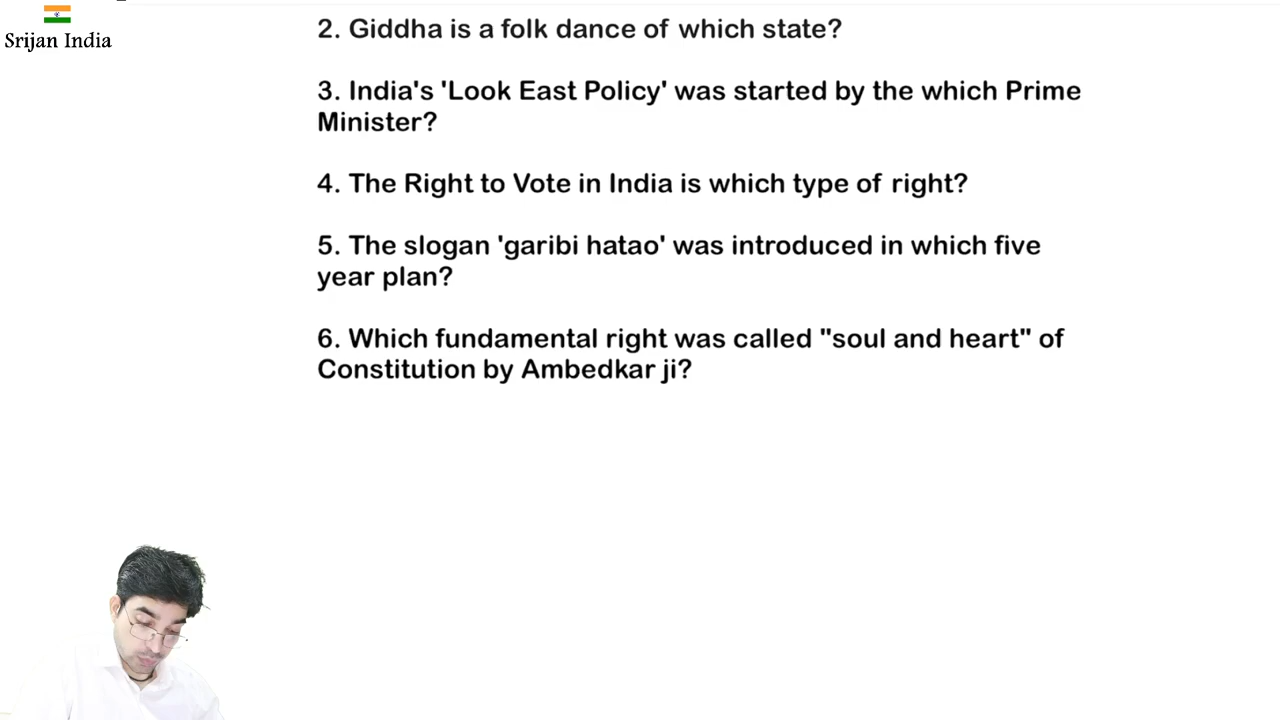 Srijan India
2. Giddha is a folk dance of which state?
3. India's 'Look East Policy' was started by the which Prime
Minister?
4. The Right to Vote in India is which type of right?
5. The slogan 'garibi hatao' was introduced in which five
year plan?
6. Which fundamental right was called "soul and heart" of
Constitution by Ambedkar ji?